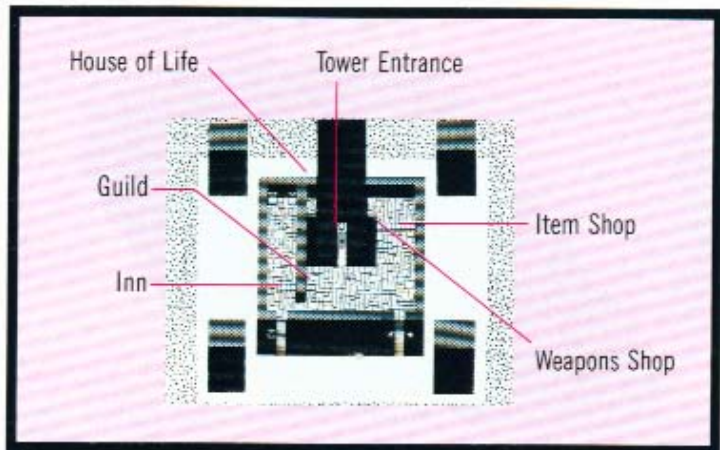 House of Life
Tower Entrance
Guild
Item Shop
Inn
Weapons Shop